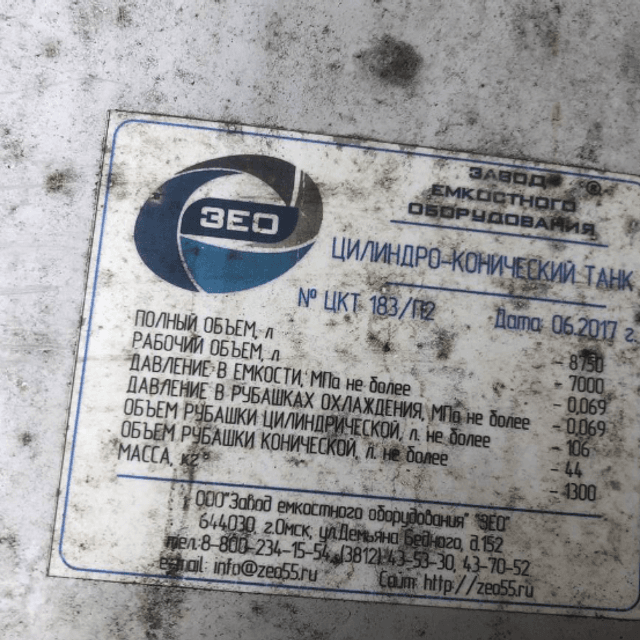 ЗАВОД
ЕМКОСТНОГО ®
ОБОРУДОВАНИЯ
ЗЕО
ЦИЛИНДРО-КОНИЧЕСКИЙ ТАНК
№ ЦКТ 183/П2 Дата 06.2017 г.
ПОЛНЫЙ ОБЪЕМ, л - 8750
РАБОЧИЙ ОБЪЕМ, л - 7000
ДАВЛЕНИЕ В ЕМКОСТИ, МПа не более - 0.069
ДАВЛЕНИЕ В РУБАШКАХ ОХЛАЖДЕНИЯ, МПа не более - 0.069
ОБЪЕМ РУБАШКИ ЦИЛИНДРИЧЕСКОЙ, л. не более - 106
ОБЪЕМ РУБАШКИ КОНИЧЕСКОЙ, л. не более - 44
МАССА, - 1300
ООО"Завод емкостного оборудования" "ЗЕО"
644030 г.Омск, ул.Демьяна Бедного, д.152
тел.8-800-234-15-54, (3812) 43-70-52
e-mail: info@zeo55.ru Сайт: http://zeo55.ru